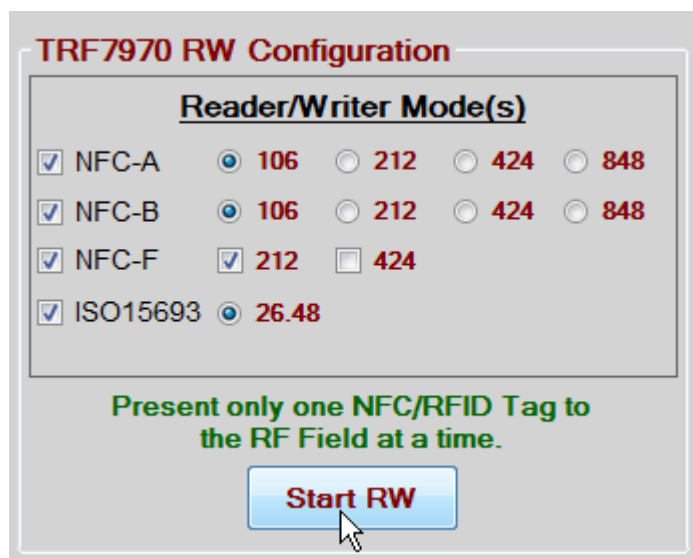 TRF7970 RW Configuration
Reader/Writer Mode(s)
NFC-A 106 212 424 848
NFC-B 106 212 424 848
NFC-F 212 424
ISO15693 26.48
Present only one NFC/RFID Tag to
the RF Field at a time.
Start RW